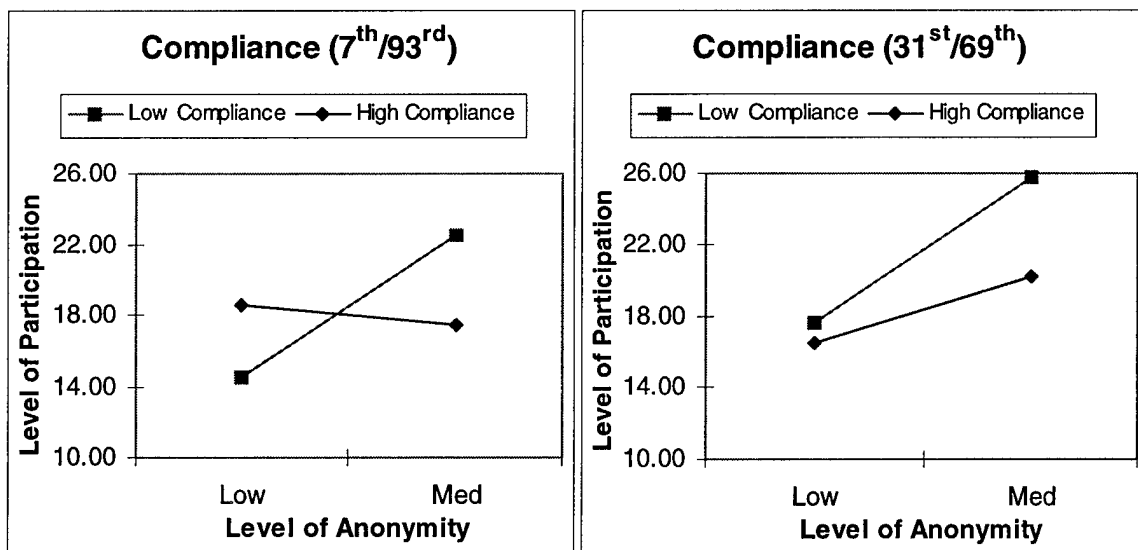 Compliance (7th/93rd)
Low Compliance High Compliance
26.00
22.00
18.00
14.00
10.00
Level of Participation
Low Med
Level of Anonymity
Compliance (31st/69th)
Low Compliance High Compliance
26.00
22.00
18.00
14.00
10.00
Level of Participation
Low Med
Level of Anonymity